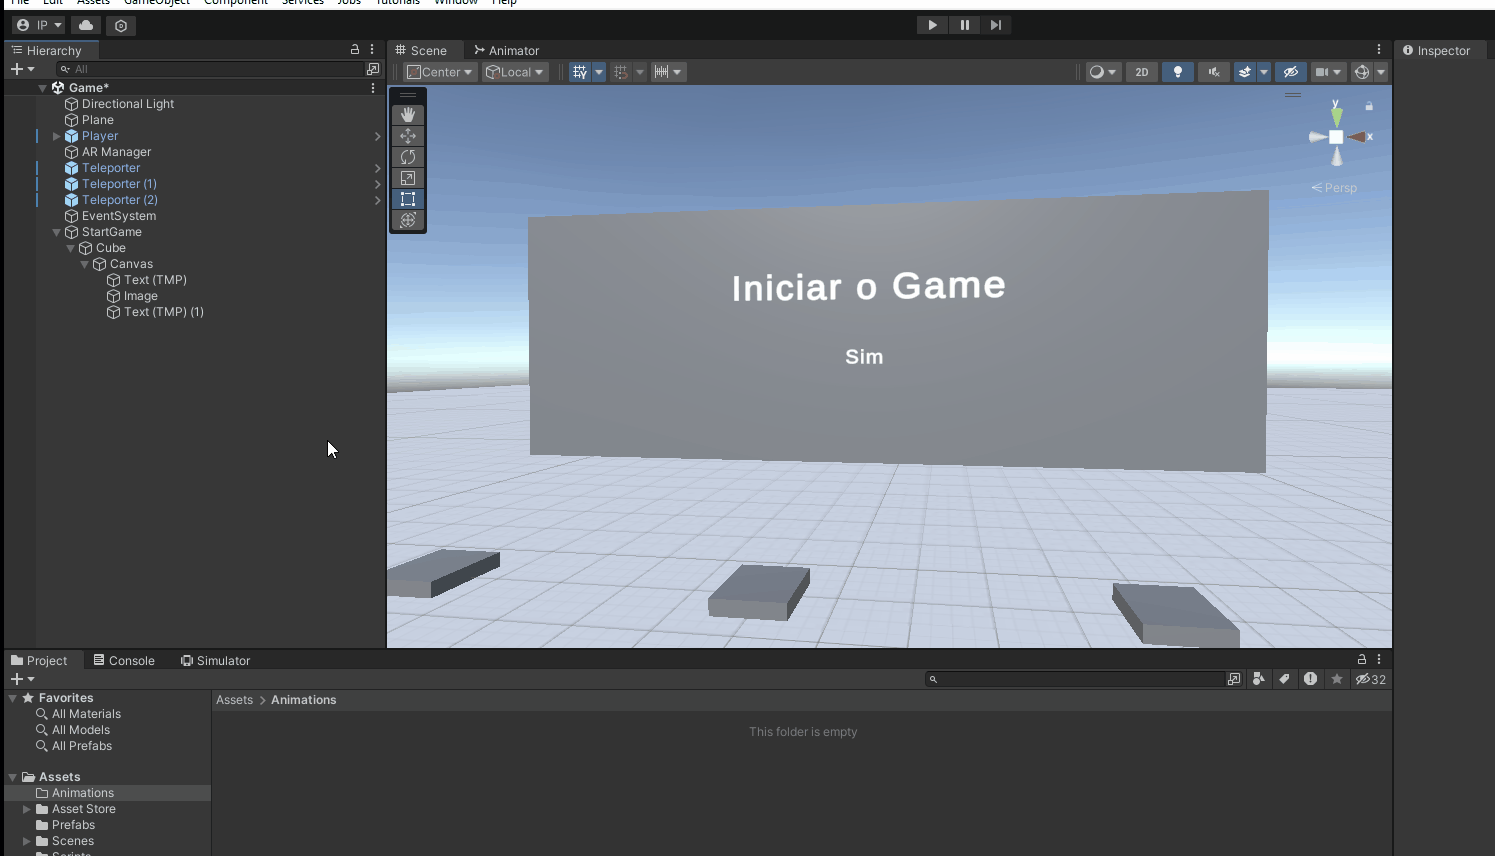 File Edit Assets GameObject Component Services Jobs Tutorials Window Help
IP
Hierarchy
All
Game*
Directional Light
Plane
Player
AR Manager
Teleporter
Teleporter (1)
Teleporter (2)
EventSystem
StartGame
Cube
Canvas
Text (TMP)
Image
Text (TMP) (1)
Scene Animator
Center Local 2D
y
x
Persp
Iniciar o Game
Sim
Inspector
Project Console Simulator
32
Favorites
All Materials
All Models
All Prefabs
Assets
Animations
Asset Store
Prefabs
Scenes
Scripts
Assets > Animations
This folder is empty